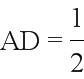 AD = 1/2